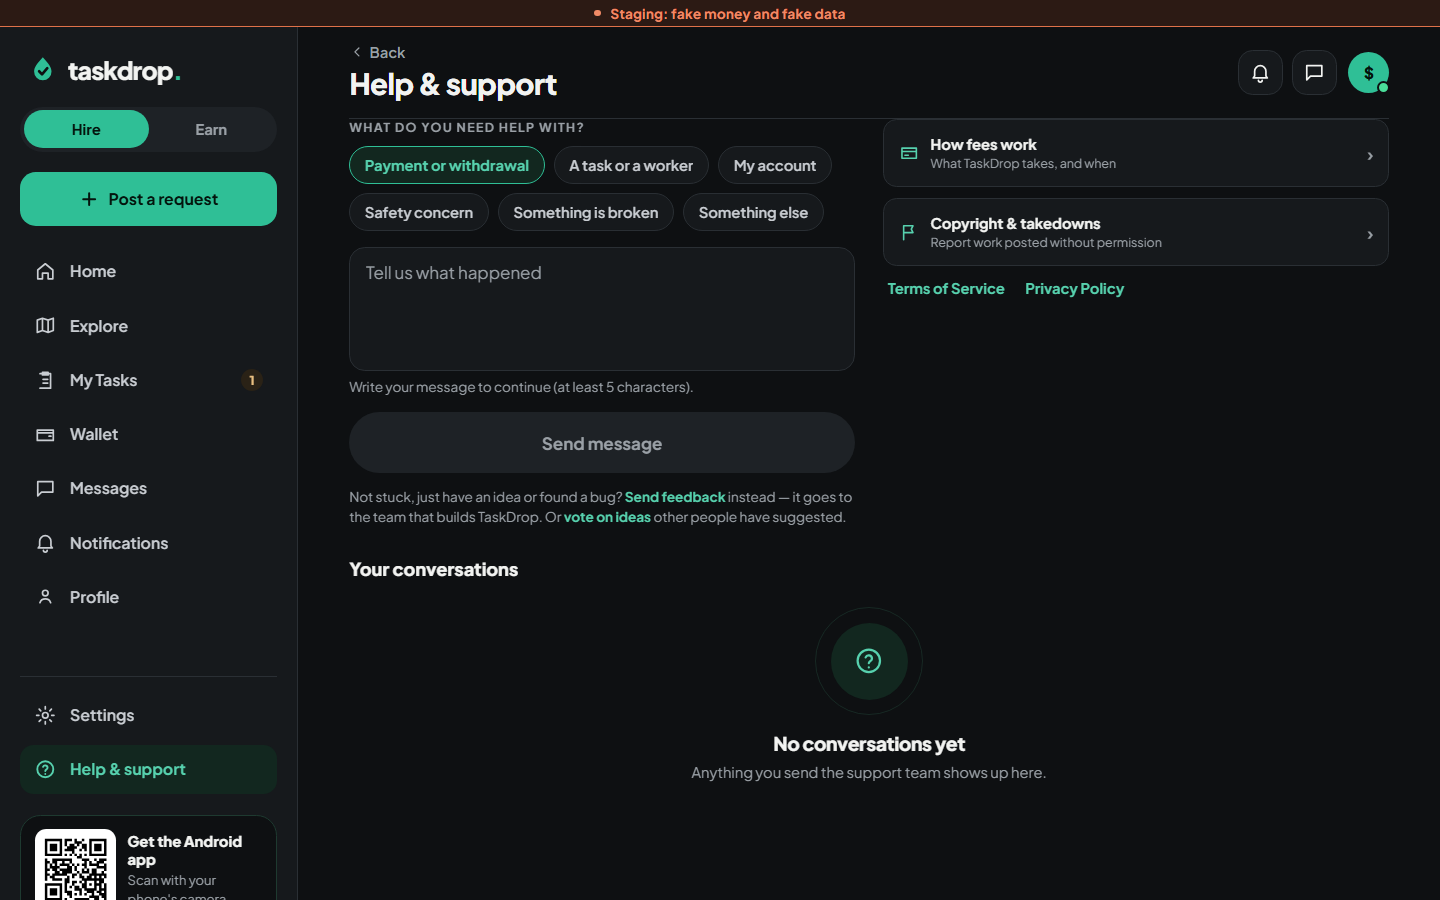 Staging: fake money and fake data
taskdrop.
Hire
Earn
+ Post a request
Home
Explore
My Tasks
1
Wallet
Messages
Notifications
Profile
Settings
Help & support
Get the Android
app
Scan with your
phone's camera
Back
Help & support
$
WHAT DO YOU NEED HELP WITH?
Payment or withdrawal
A task or a worker
My account
Safety concern
Something is broken
Something else
Tell us what happened
Write your message to continue (at least 5 characters).
Send message
Not stuck, just have an idea or found a bug? Send feedback instead — it goes to
the team that builds TaskDrop. Or vote on ideas other people have suggested.
How fees work
What TaskDrop takes, and when
Copyright & takedowns
Report work posted without permission
Terms of Service
Privacy Policy
Your conversations
No conversations yet
Anything you send the support team shows up here.